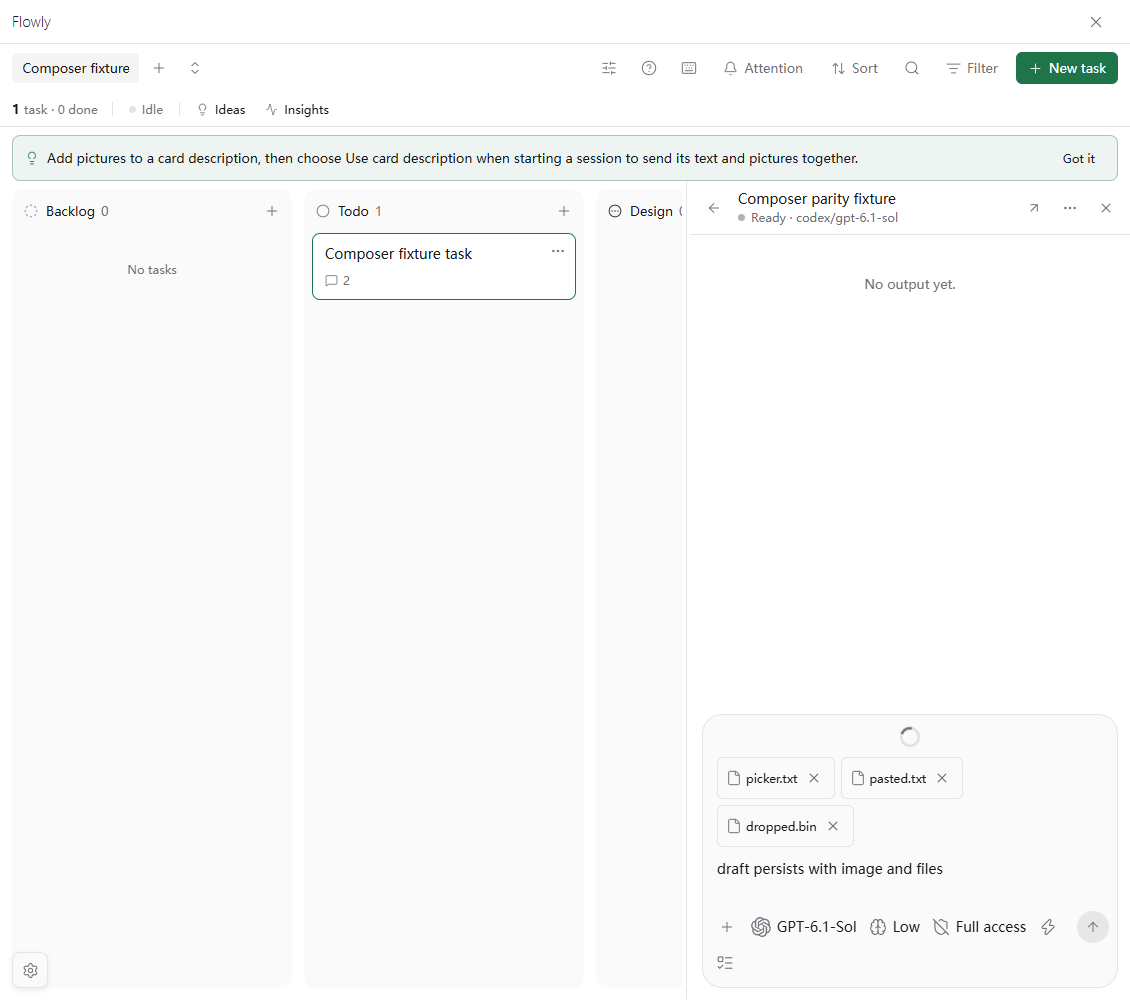 Flowly
Composer fixture
Attention
Sort
Filter
New task
1 task · 0 done
Idle
Ideas
Insights
Add pictures to a card description, then choose Use card description when starting a session to send its text and pictures together.
Got it
Backlog 0
No tasks
Todo 1
Composer fixture task
2
Design
Composer parity fixture
Ready · codex/gpt-6.1-sol
No output yet.
picker.txt
pasted.txt
dropped.bin
draft persists with image and files
GPT-6.1-Sol
Low
Full access